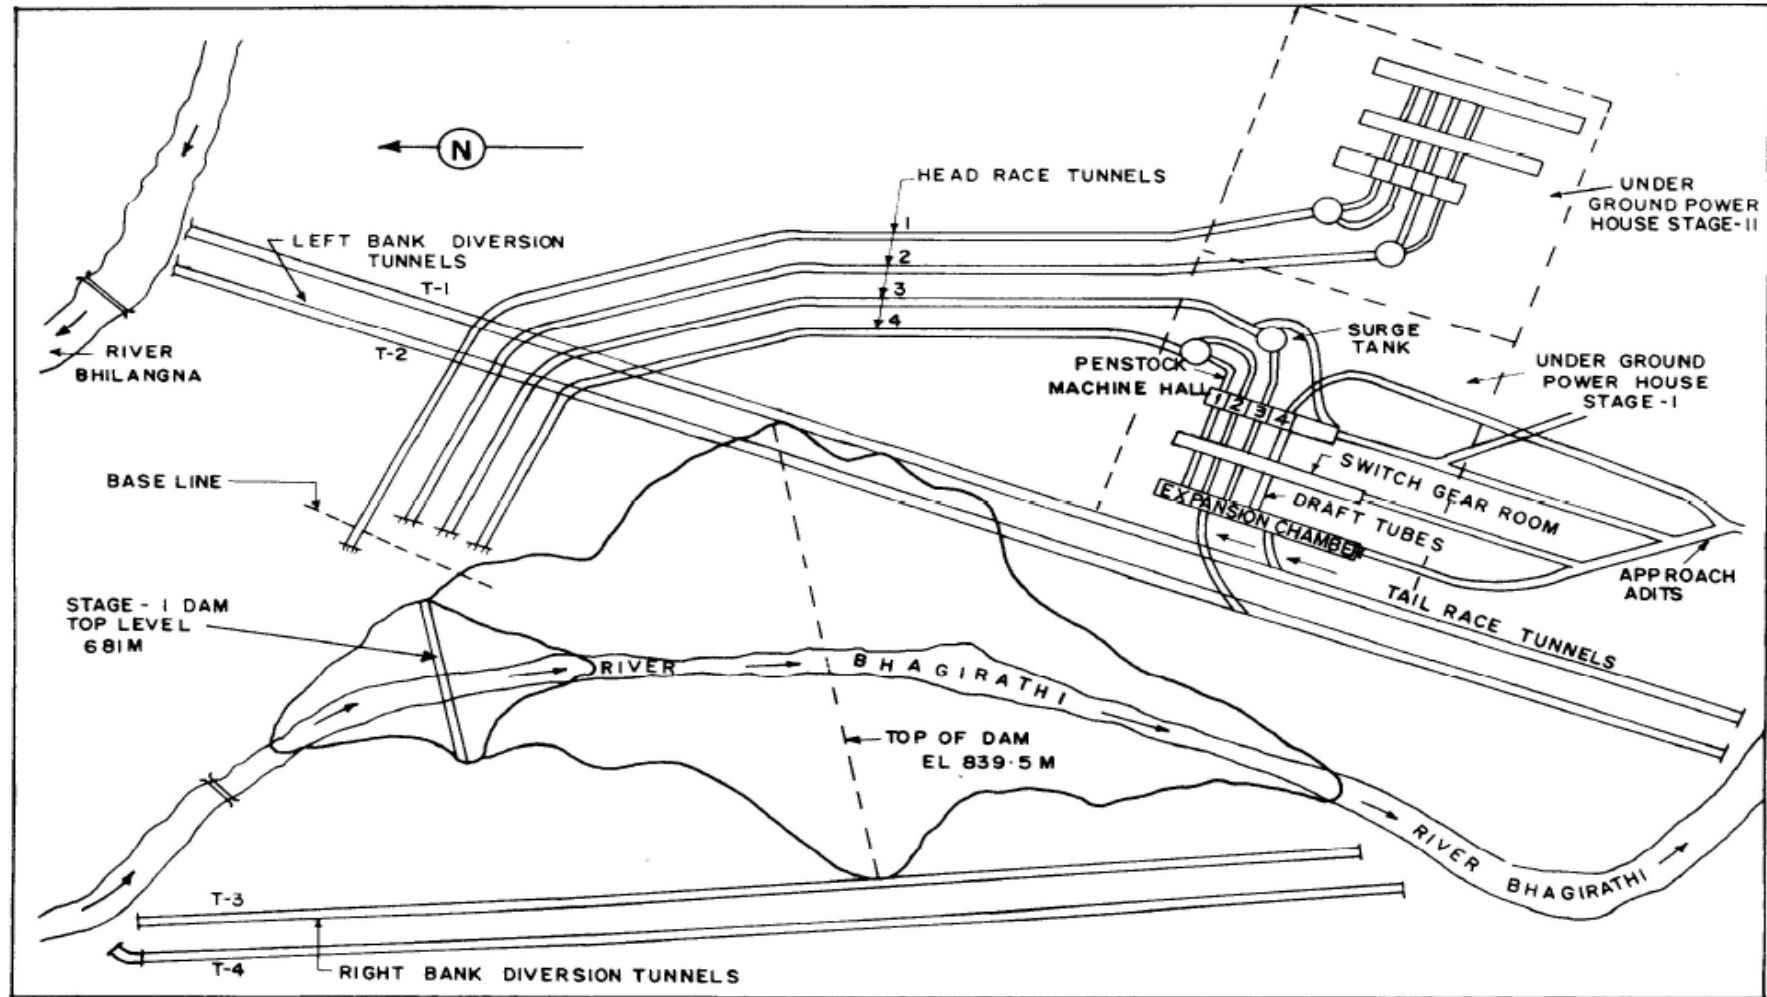 N
HEAD RACE TUNNELS
1
2
3
4
LEFT BANK DIVERSION
TUNNELS
T-1
T-2
RIVER
BHILANGNA
UNDER
GROUND POWER
HOUSE STAGE-II
SURGE
TANK
PENSTOCK
MACHINE HALL
1 2 3 4
UNDER GROUND
POWER HOUSE
STAGE-I
SWITCH GEAR ROOM
DRAFT TUBES
EXPANSION CHAMBER
APPROACH
ADITS
TAIL RACE TUNNELS
BASE LINE
STAGE-1 DAM
TOP LEVEL
681M
RIVER BHAGIRATHI
TOP OF DAM
EL 839.5M
RIVER BHAGIRATHI
T-3
T-4
RIGHT BANK DIVERSION TUNNELS